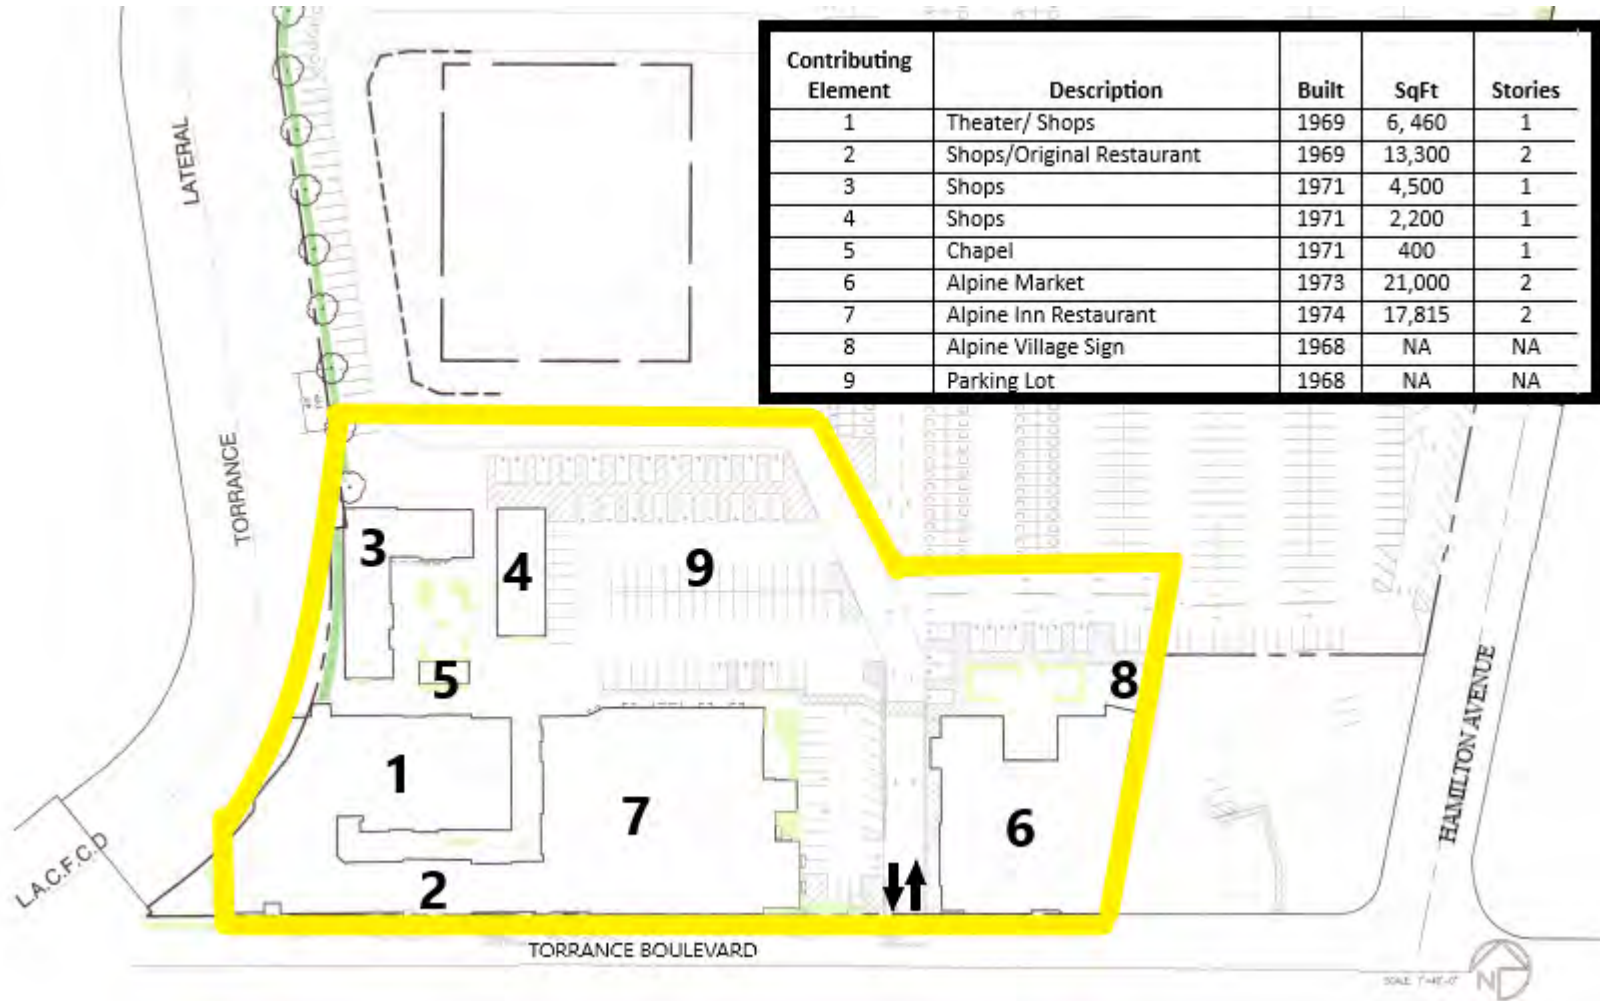 Contributing Element Description Built SqFt Stories
1 Theater/ Shops 1969 6, 460 1
2 Shops/Original Restaurant 1969 13,300 2
3 Shops 1971 4,500 1
4 Shops 1971 2,200 1
5 Chapel 1971 400 1
6 Alpine Market 1973 21,000 2
7 Alpine Inn Restaurant 1974 17,815 2
8 Alpine Village Sign 1968 NA NA
9 Parking Lot 1968 NA NA
LATERAL
TORRANCE
3
4
9
5
8
1
7
6
2
L.A.C.F.C.D
HAMILTON AVENUE
TORRANCE BOULEVARD
N